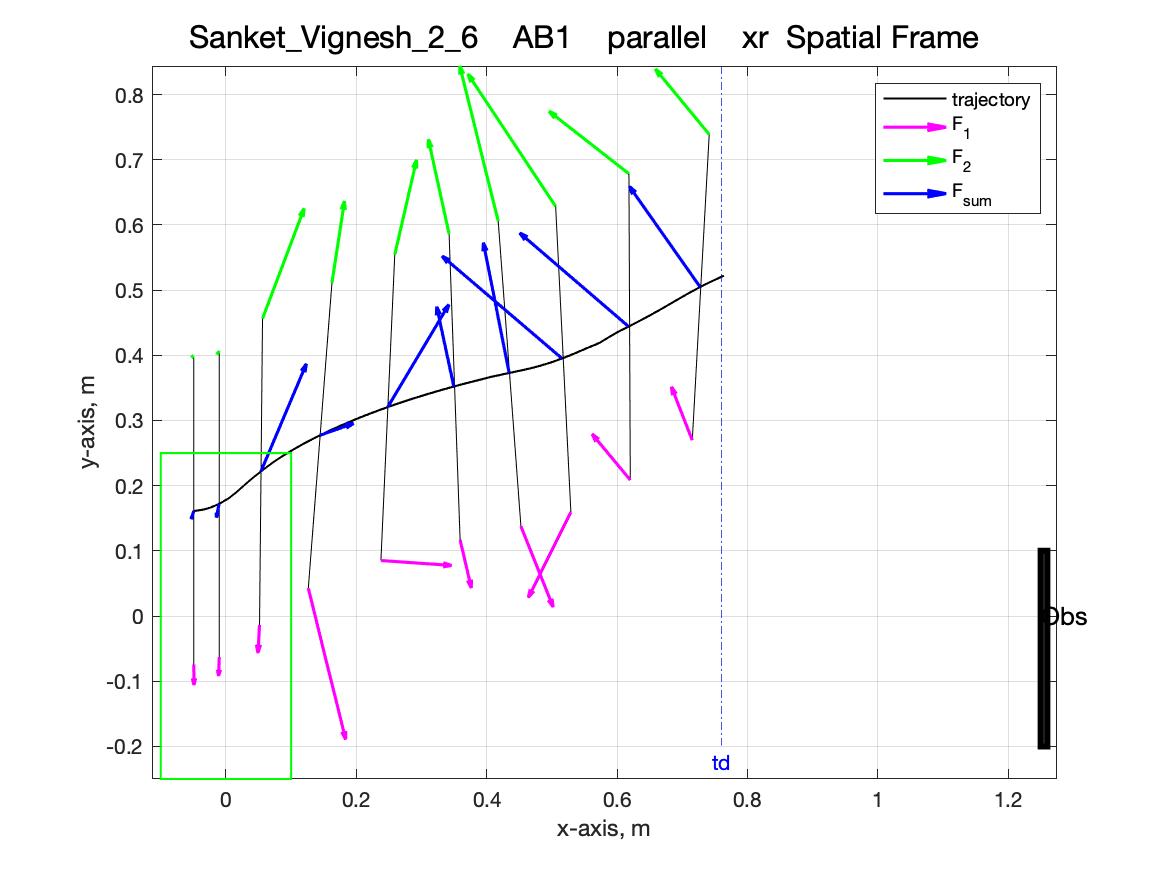 Sanket_Vignesh_2_6 AB1 parallel xr Spatial Frame
trajectory
F1
F2
Fsum
y-axis, m
0.8
0.7
0.6
0.5
0.4
0.3
0.2
0.1
0
-0.1
-0.2
Obs
td
0 0.2 0.4 0.6 0.8 1 1.2
x-axis, m